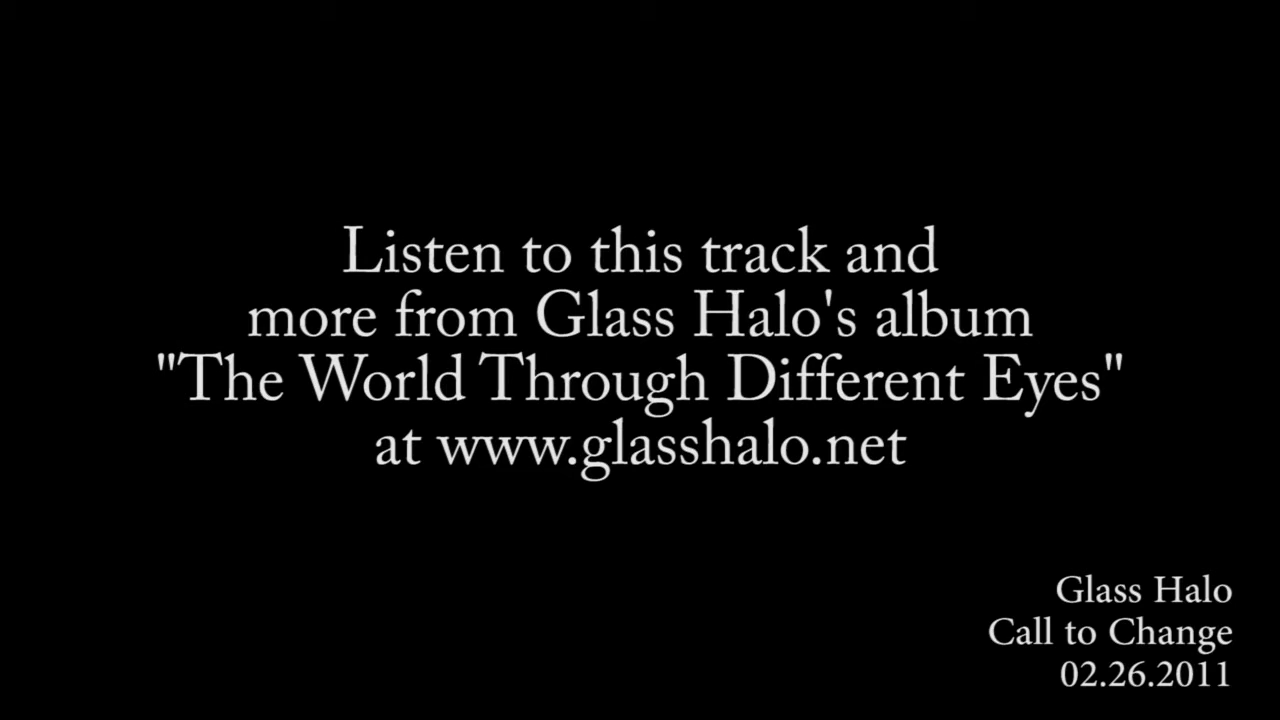 Listen to this track and
more from Glass Halo's album
"The World Through Different Eyes"
at www.glasshalo.net
Glass Halo
Call to Change
02.26.2011